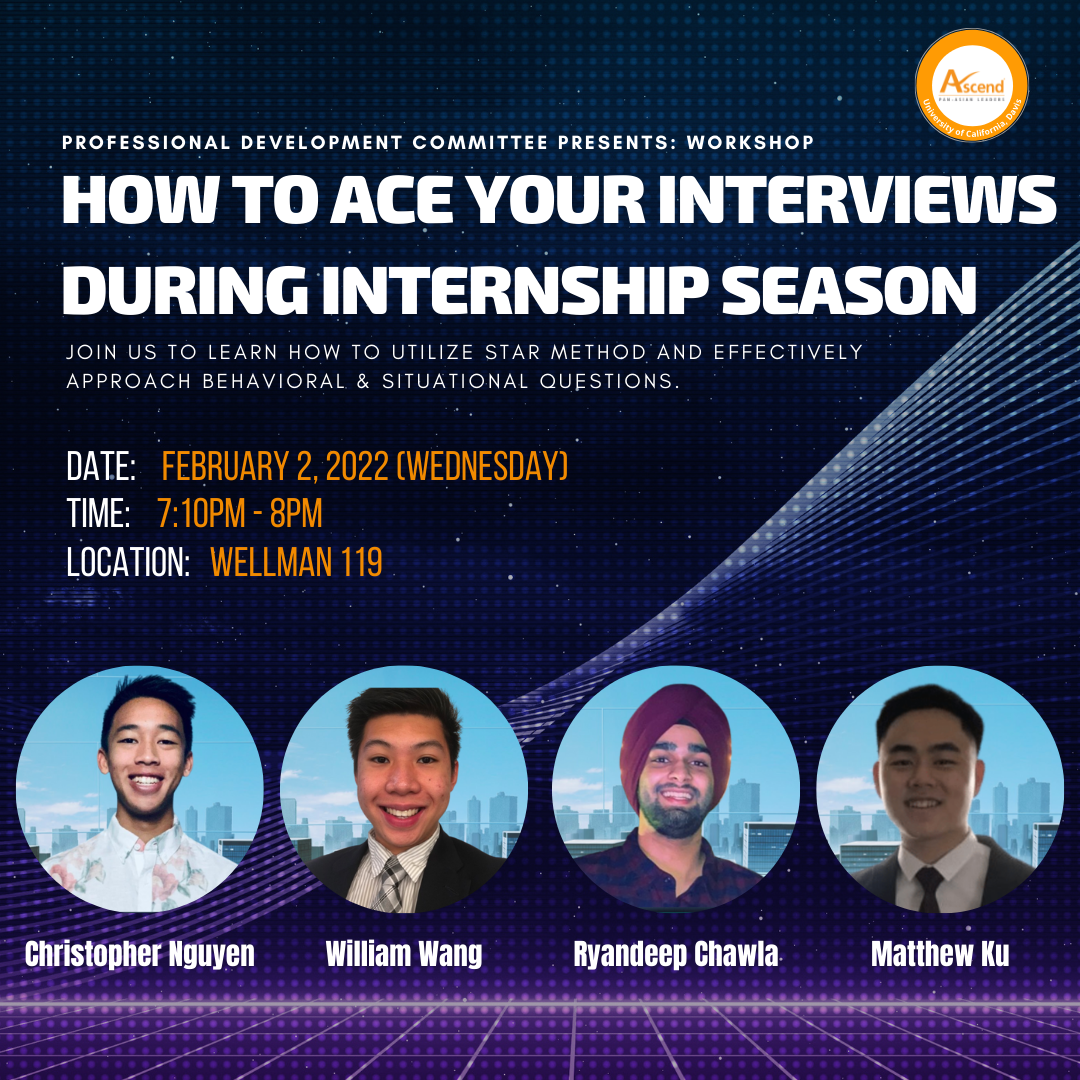 Ascend
PAN-ASIAN LEADERS
University of California, Davis
PROFESSIONAL DEVELOPMENT COMMITTEE PRESENTS: WORKSHOP
HOW TO ACE YOUR INTERVIEWS
DURING INTERNSHIP SEASON
JOIN US TO LEARN HOW TO UTILIZE STAR METHOD AND EFFECTIVELY
APPROACH BEHAVIORAL & SITUATIONAL QUESTIONS.
DATE: FEBRUARY 2, 2022 (WEDNESDAY)
TIME: 7:10PM - 8PM
LOCATION: WELLMAN 119
Christopher Nguyen William Wang Ryandeep Chawla Matthew Ku